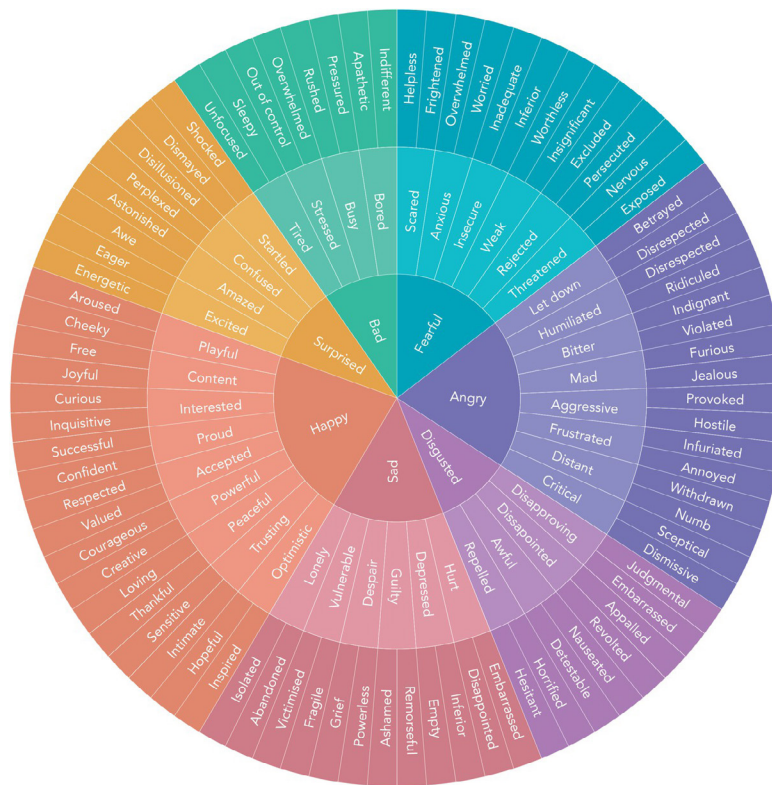 Bad
Fearful
Angry
Disgusted
Sad
Happy
Surprised
Tired
Stressed
Busy
Bored
Scared
Anxious
Insecure
Weak
Rejected
Threatened
Let down
Humiliated
Bitter
Mad
Aggressive
Frustrated
Distant
Critical
Disapproving
Dissapointed
Awful
Repelled
Hurt
Depressed
Guilty
Despair
Vulnerable
Lonely
Optimistic
Trusting
Peaceful
Powerful
Accepted
Proud
Interested
Content
Playful
Excited
Amazed
Confused
Startled
Unfocused
Sleepy
Out of control
Overwhelmed
Rushed
Pressured
Apathetic
Indifferent
Helpless
Frightened
Overwhelmed
Worried
Inadequate
Inferior
Worthless
Insignificant
Excluded
Persecuted
Nervous
Exposed
Betrayed
Disrespected
Disrespected
Ridiculed
Indignant
Violated
Furious
Jealous
Provoked
Hostile
Infuriated
Annoyed
Withdrawn
Numb
Sceptical
Dismissive
Judgmental
Embarrassed
Appalled
Revolted
Nauseated
Detestable
Horrified
Hesitant
Embarrassed
Disappointed
Inferior
Empty
Remorseful
Ashamed
Powerless
Grief
Fragile
Victimised
Abandoned
Isolated
Inspired
Hopeful
Intimate
Sensitive
Thankful
Loving
Creative
Courageous
Valued
Respected
Confident
Successful
Inquisitive
Curious
Joyful
Free
Cheeky
Aroused
Energetic
Eager
Awe
Astonished
Perplexed
Disillusioned
Dismayed
Shocked